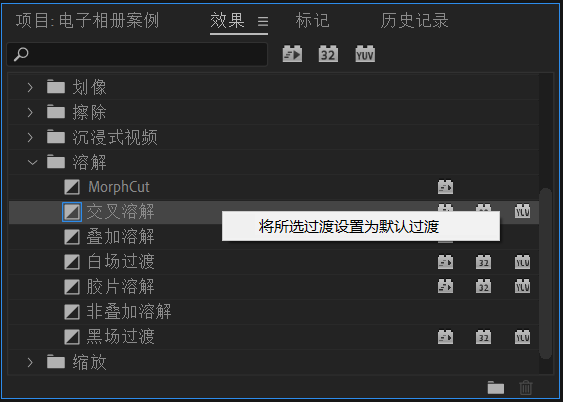 项目: 电子相册案例 效果 标记 历史记录
32 YUV
划像
擦除
沉浸式视频
溶解
MorphCut
交叉溶解 YUV
将所选过渡设置为默认过渡
叠加溶解
白场过渡 32 YUV
胶片溶解 32 YUV
非叠加溶解
黑场过渡 32 YUV
缩放